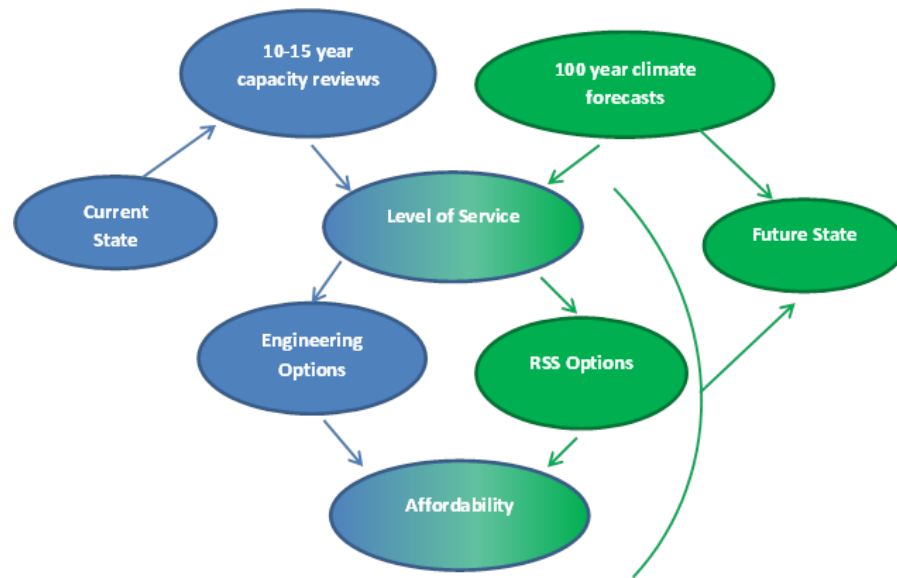 10-15 year
capacity reviews
100 year climate
forecasts
Current
State
Level of Service
Future State
Engineering
Options
RSS Options
Affordability